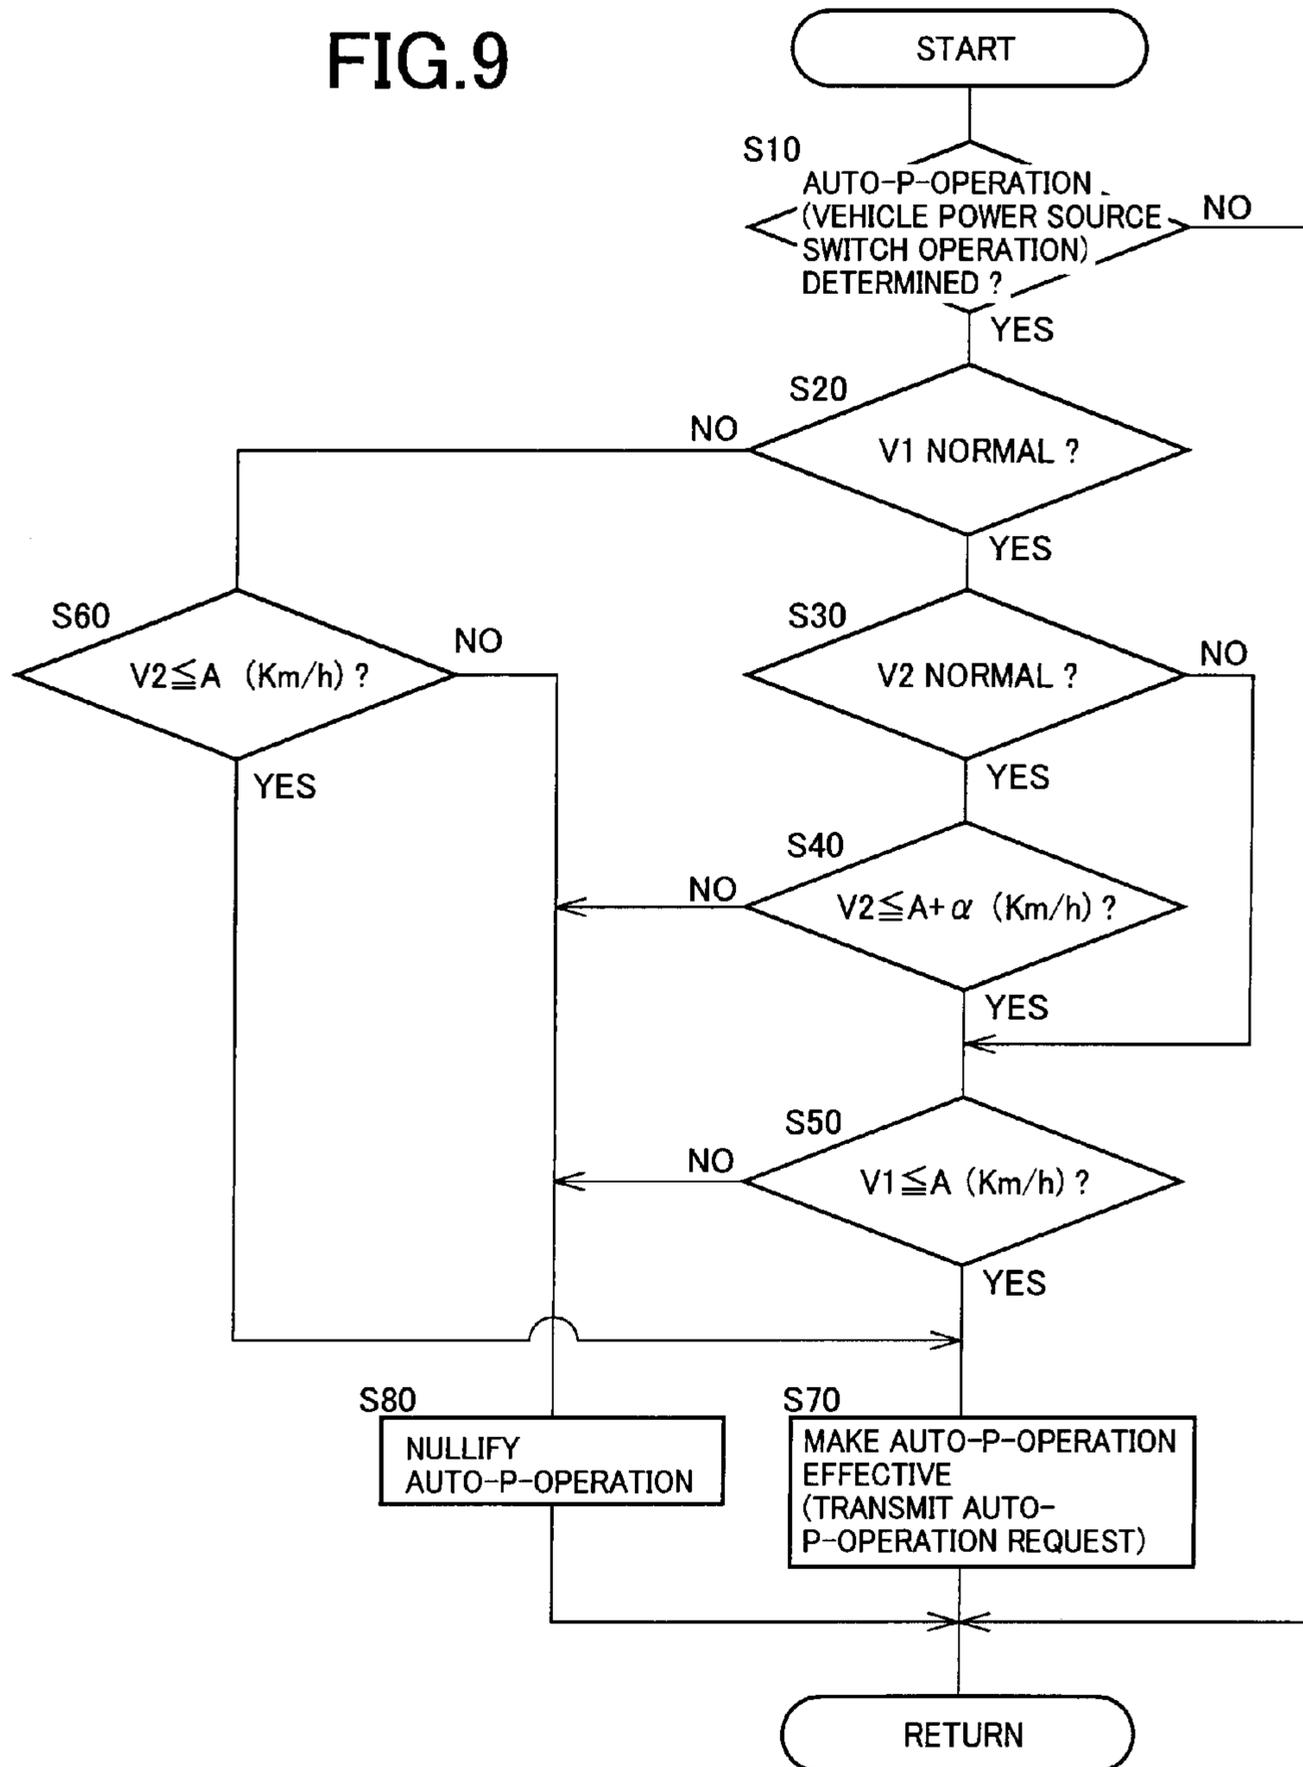 FIG.9
START
S10
AUTO-P-OPERATION
(VEHICLE POWER SOURCE
SWITCH OPERATION)
DETERMINED ?
NO
YES
S20
NO
V1 NORMAL ?
YES
S60
V2≦A (Km/h) ?
NO
YES
S30
V2 NORMAL ?
NO
YES
S40
NO
V2≦A+α (Km/h) ?
YES
S50
NO
V1≦A (Km/h) ?
YES
S80
NULLIFY
AUTO-P-OPERATION
S70
MAKE AUTO-P-OPERATION
EFFECTIVE
(TRANSMIT AUTO-
P-OPERATION REQUEST)
RETURN